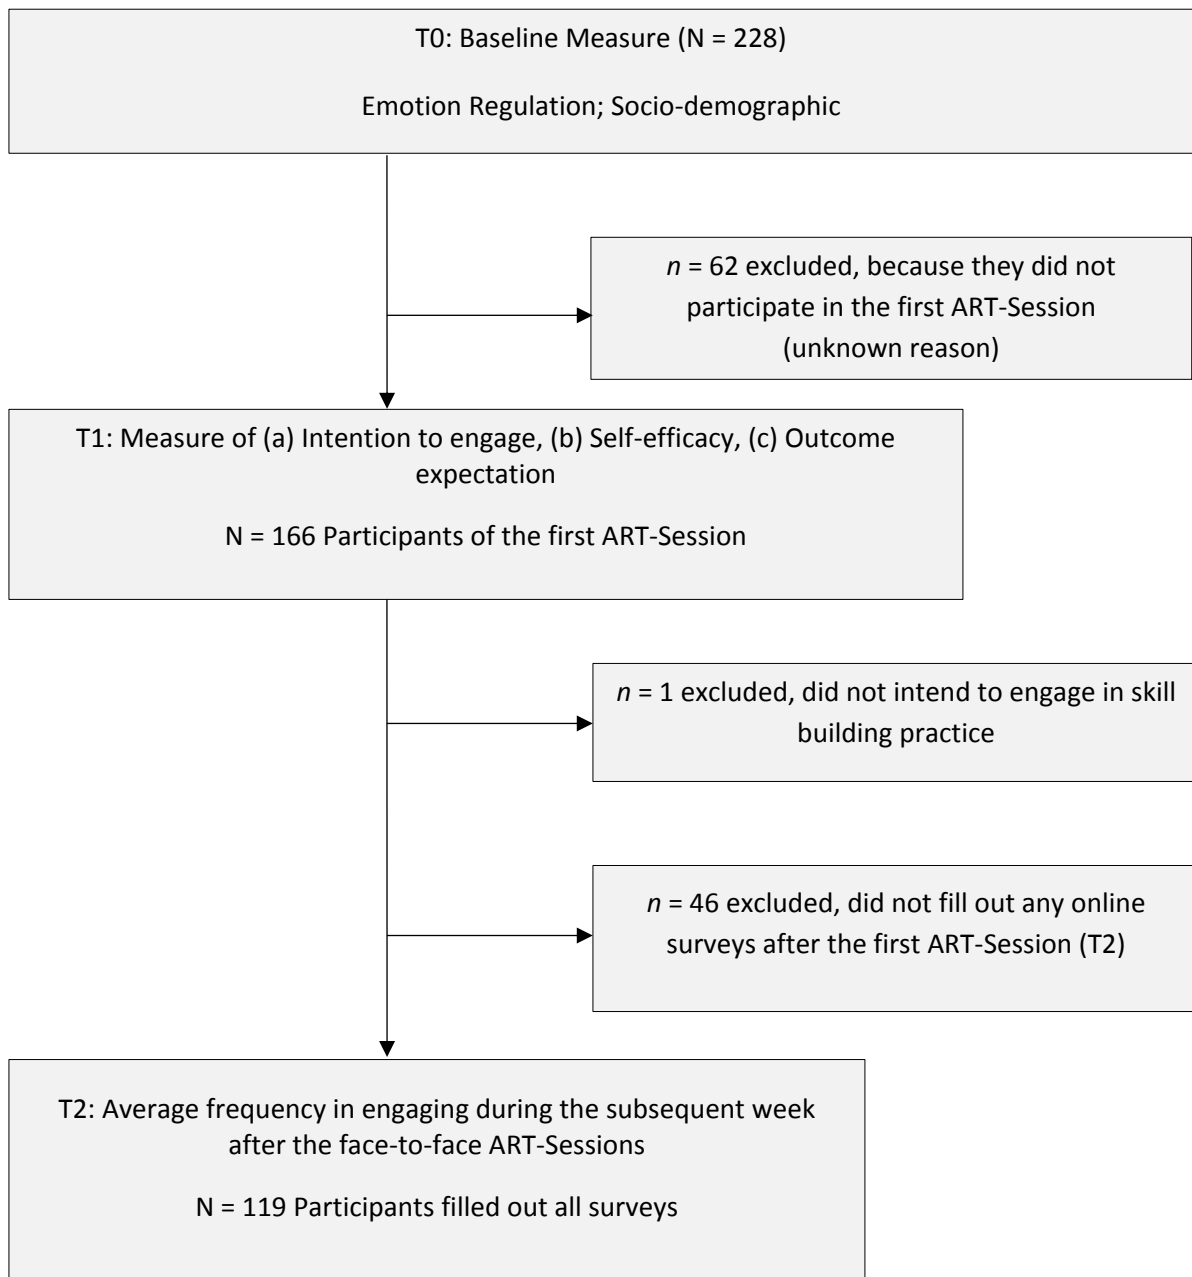 T0: Baseline Measure (N = 228)
Emotion Regulation; Socio-demographic
n = 62 excluded, because they did not
participate in the first ART-Session
(unknown reason)
T1: Measure of (a) Intention to engage, (b) Self-efficacy, (c) Outcome
expectation
N = 166 Participants of the first ART-Session
n = 1 excluded, did not intend to engage in skill
building practice
n = 46 excluded, did not fill out any online
surveys after the first ART-Session (T2)
T2: Average frequency in engaging during the subsequent week
after the face-to-face ART-Sessions
N = 119 Participants filled out all surveys